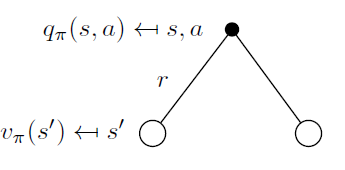 qπ(s, a) ↤ s, a
r
vπ(s′) ↤ s′